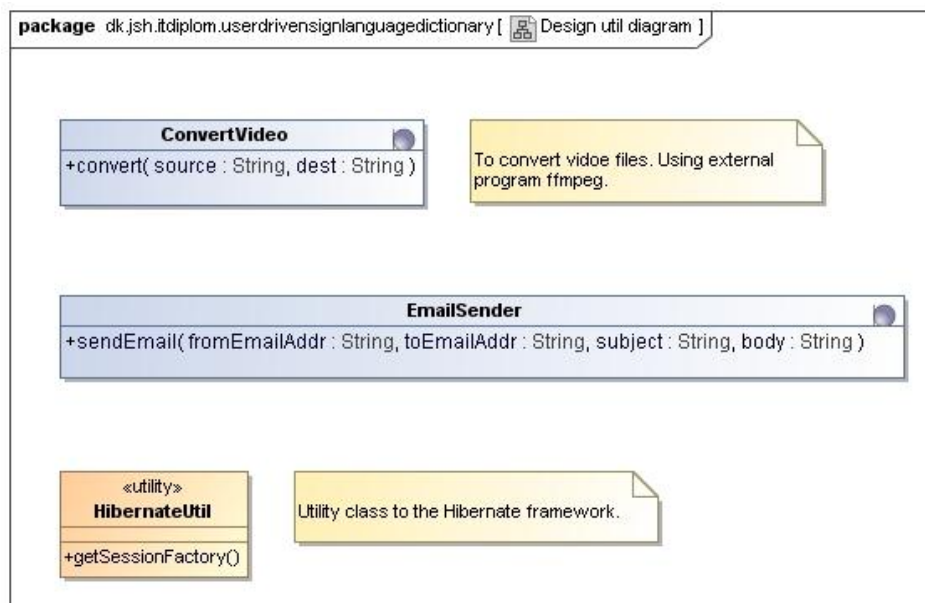 package dk.jsh.itdiplom.userdrivensignlanguagedictionary [ Design util diagram ]
ConvertVideo
+convert( source : String, dest : String )
To convert vidoe files. Using external
program ffmpeg.
EmailSender
+sendEmail( fromEmailAddr : String, toEmailAddr : String, subject : String, body : String )
«utility»
HibernateUtil
+getSessionFactory()
Utility class to the Hibernate framework.